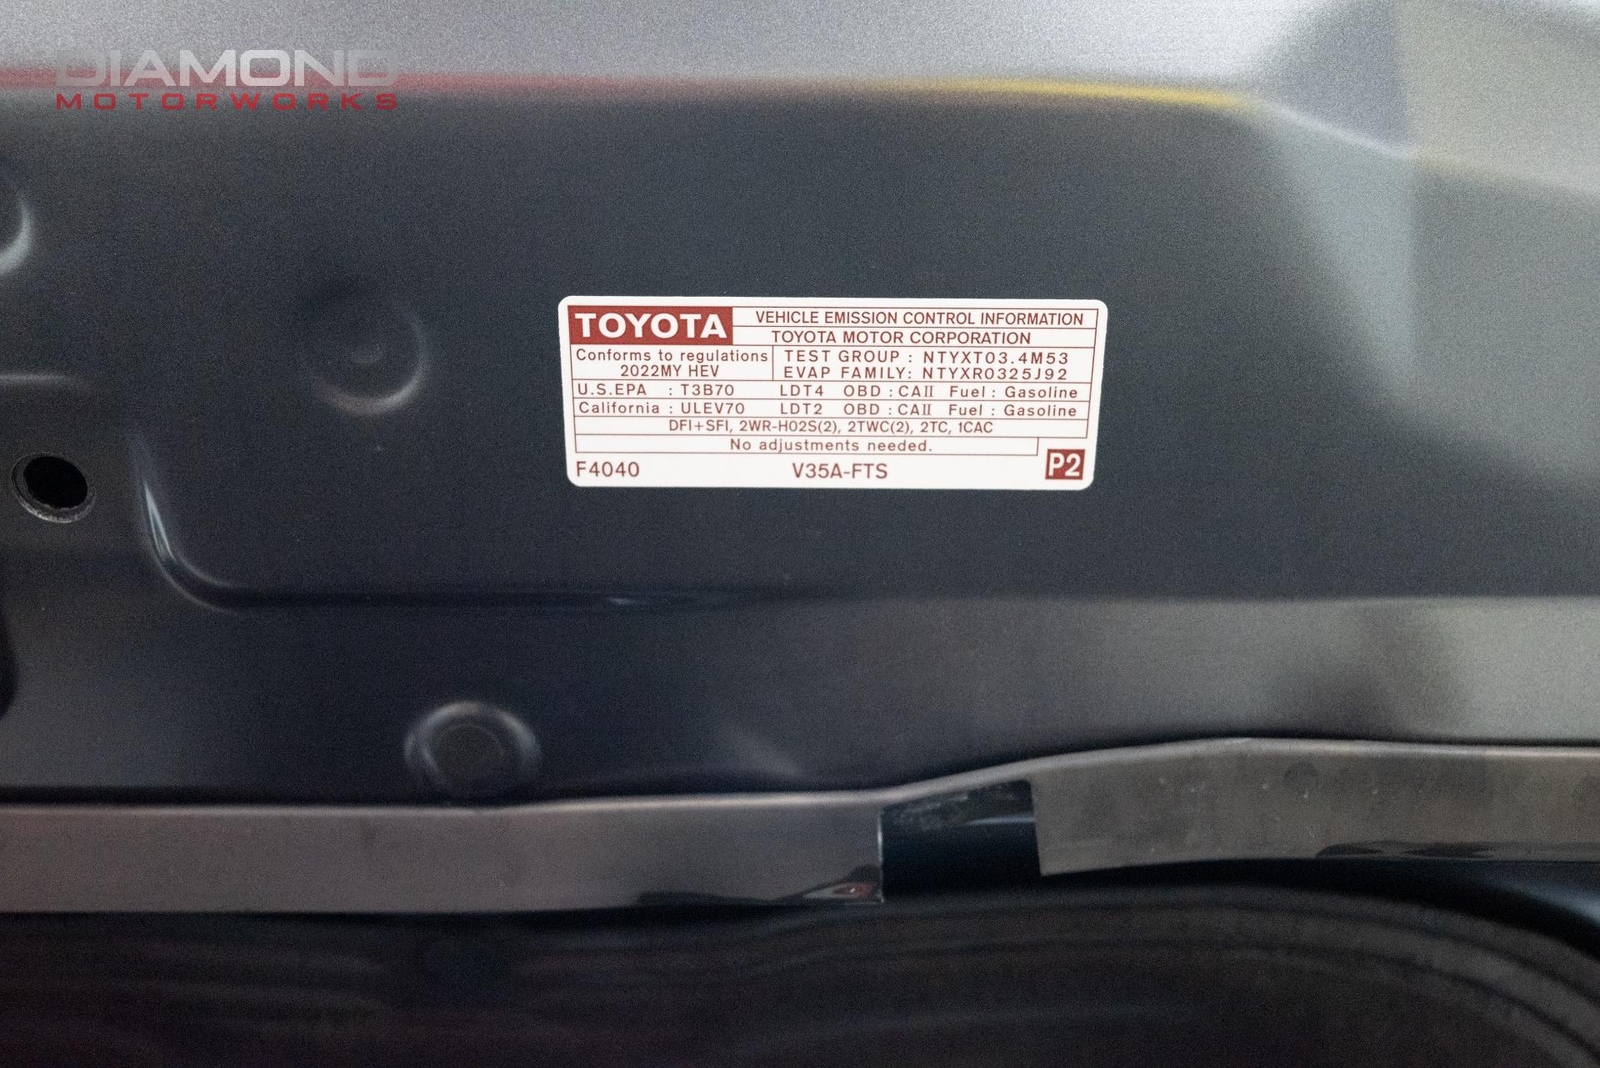 DIAMOND
MOTORWORKS
TOYOTA
VEHICLE EMISSION CONTROL INFORMATION
TOYOTA MOTOR CORPORATION
Conforms to regulations
2022MY HEV
TEST GROUP : NTYXT03.4M53
EVAP FAMILY: NTYXR0325J92
U.S.EPA : T3B70 LDT4 OBD : CAII Fuel : Gasoline
California : ULEV70 LDT2 OBD : CAII Fuel : Gasoline
DFI+SFI, 2WR-HO2S(2), 2TWC(2), 2TC, 1CAC
No adjustments needed.
F4040 V35A-FTS P2